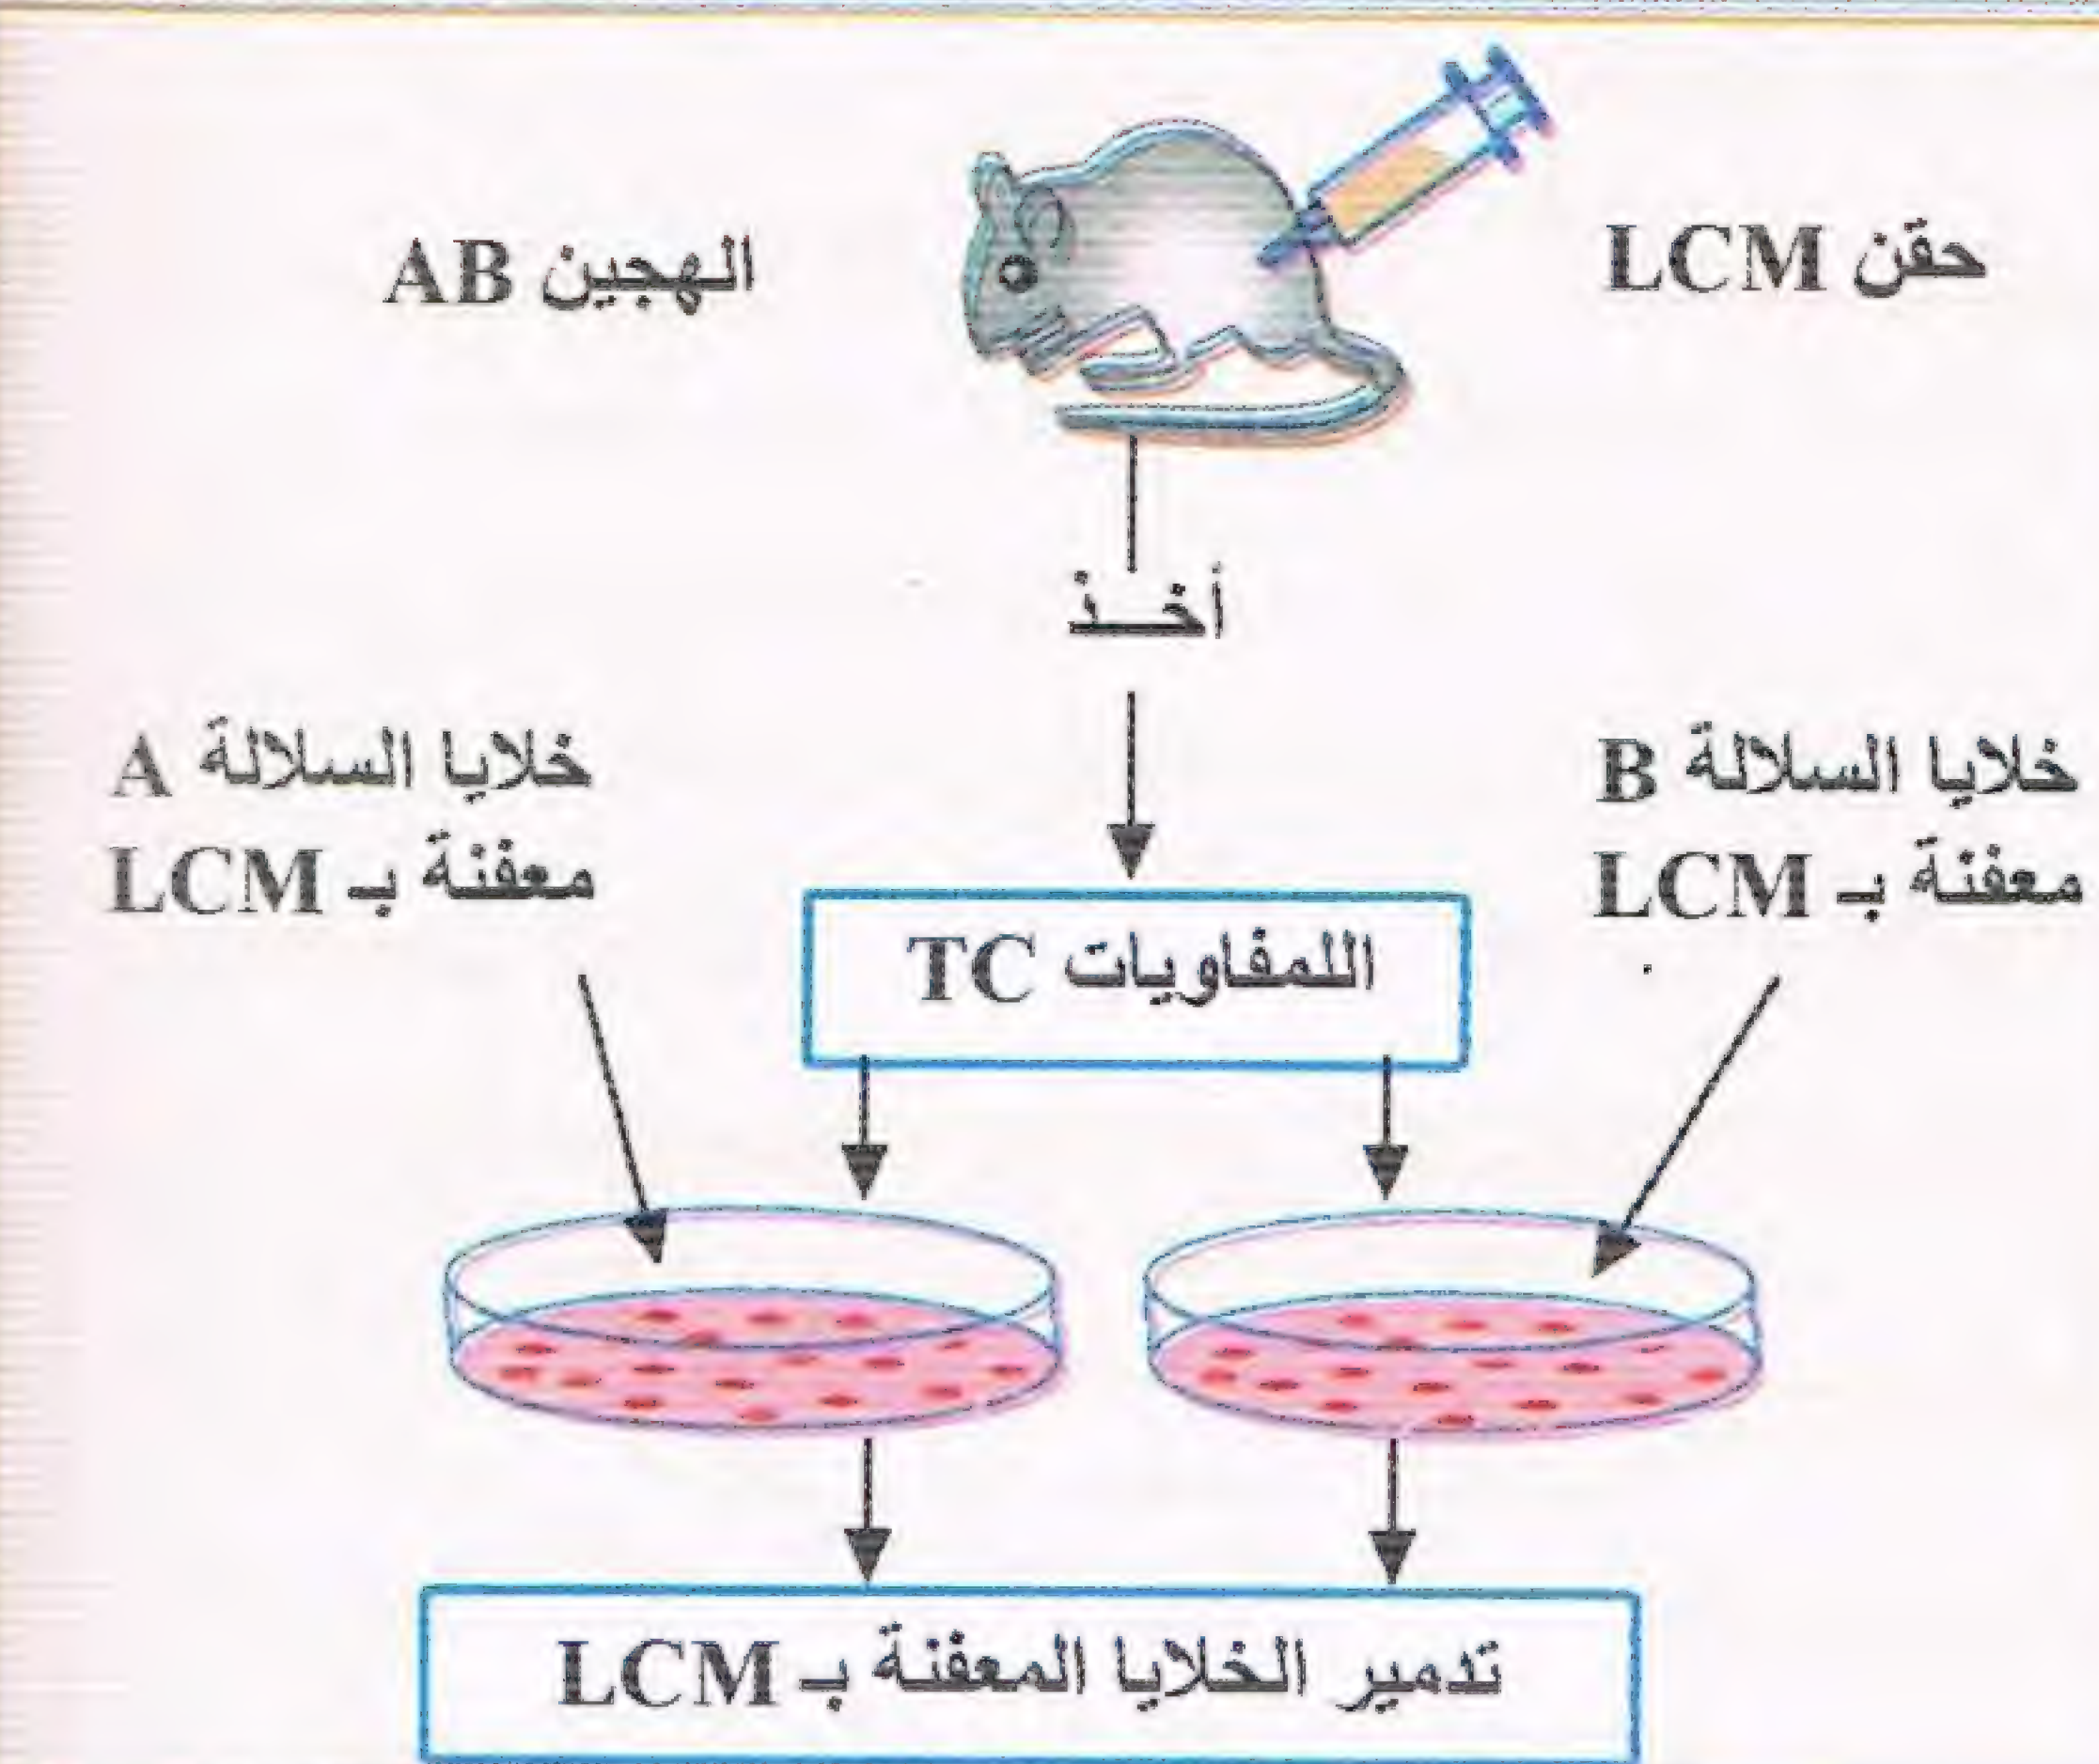 حقن LCM
الهجين AB
أخـــذ
خلايا السلالة B
معفنة بـ LCM
خلايا السلالة A
معفنة بـ LCM
اللمفاويات TC
تدمير الخلايا المعفنة بـ LCM